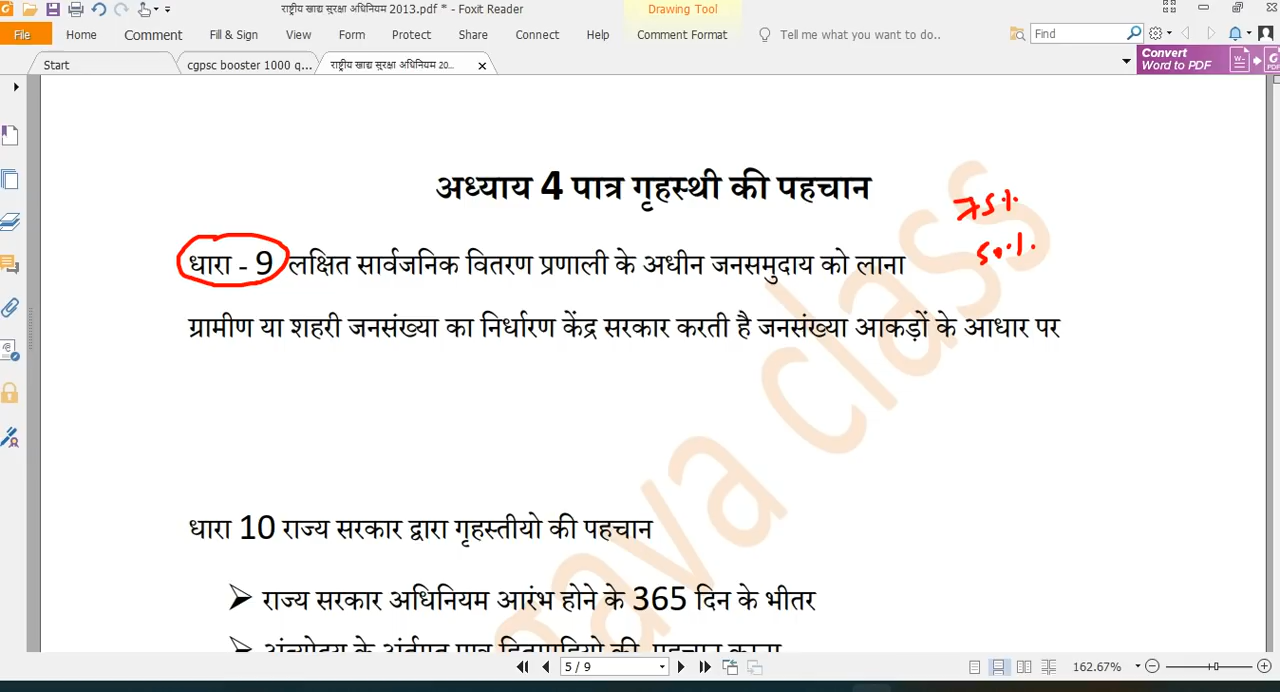 राष्ट्रीय खाद्य सुरक्षा अधिनियम 2013.pdf * - Foxit Reader
Drawing Tool
File Home Comment Fill & Sign View Form Protect Share Connect Help Comment Format Tell me what you want to do.. Find
Start cgpsc booster 1000 q... राष्ट्रीय खाद्य सुरक्षा अधिनियम 20...
Convert
Word to PDF
अध्याय 4 पात्र गृहस्थी की पहचान
75%
50%
धारा - 9 लक्षित सार्वजनिक वितरण प्रणाली के अधीन जनसमुदाय को लाना
ग्रामीण या शहरी जनसंख्या का निर्धारण केंद्र सरकार करती है जनसंख्या आकड़ों के आधार पर
धारा 10 राज्य सरकार द्वारा गृहस्तीयो की पहचान
राज्य सरकार अधिनियम आरंभ होने के 365 दिन के भीतर
ava class
5 / 9
162.67%